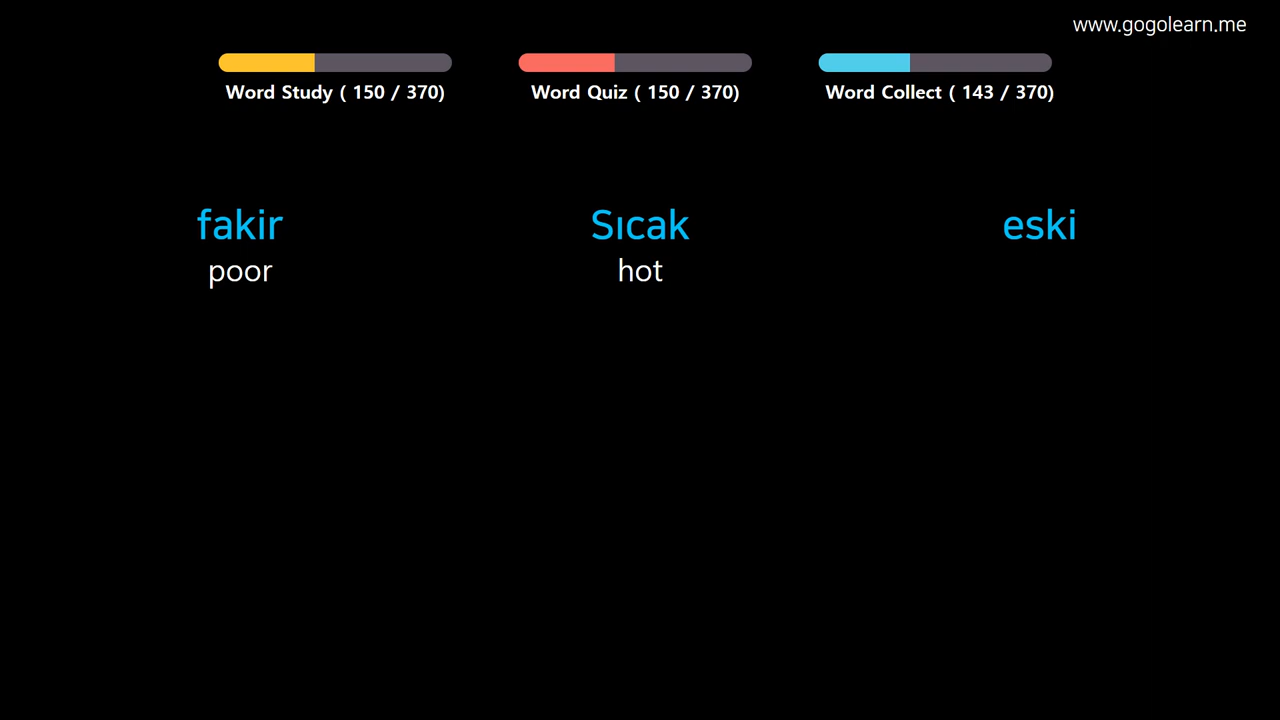 www.gogolearn.me
Word Study ( 150 / 370)
Word Quiz ( 150 / 370)
Word Collect ( 143 / 370)
fakir
Sıcak
eski
poor
hot